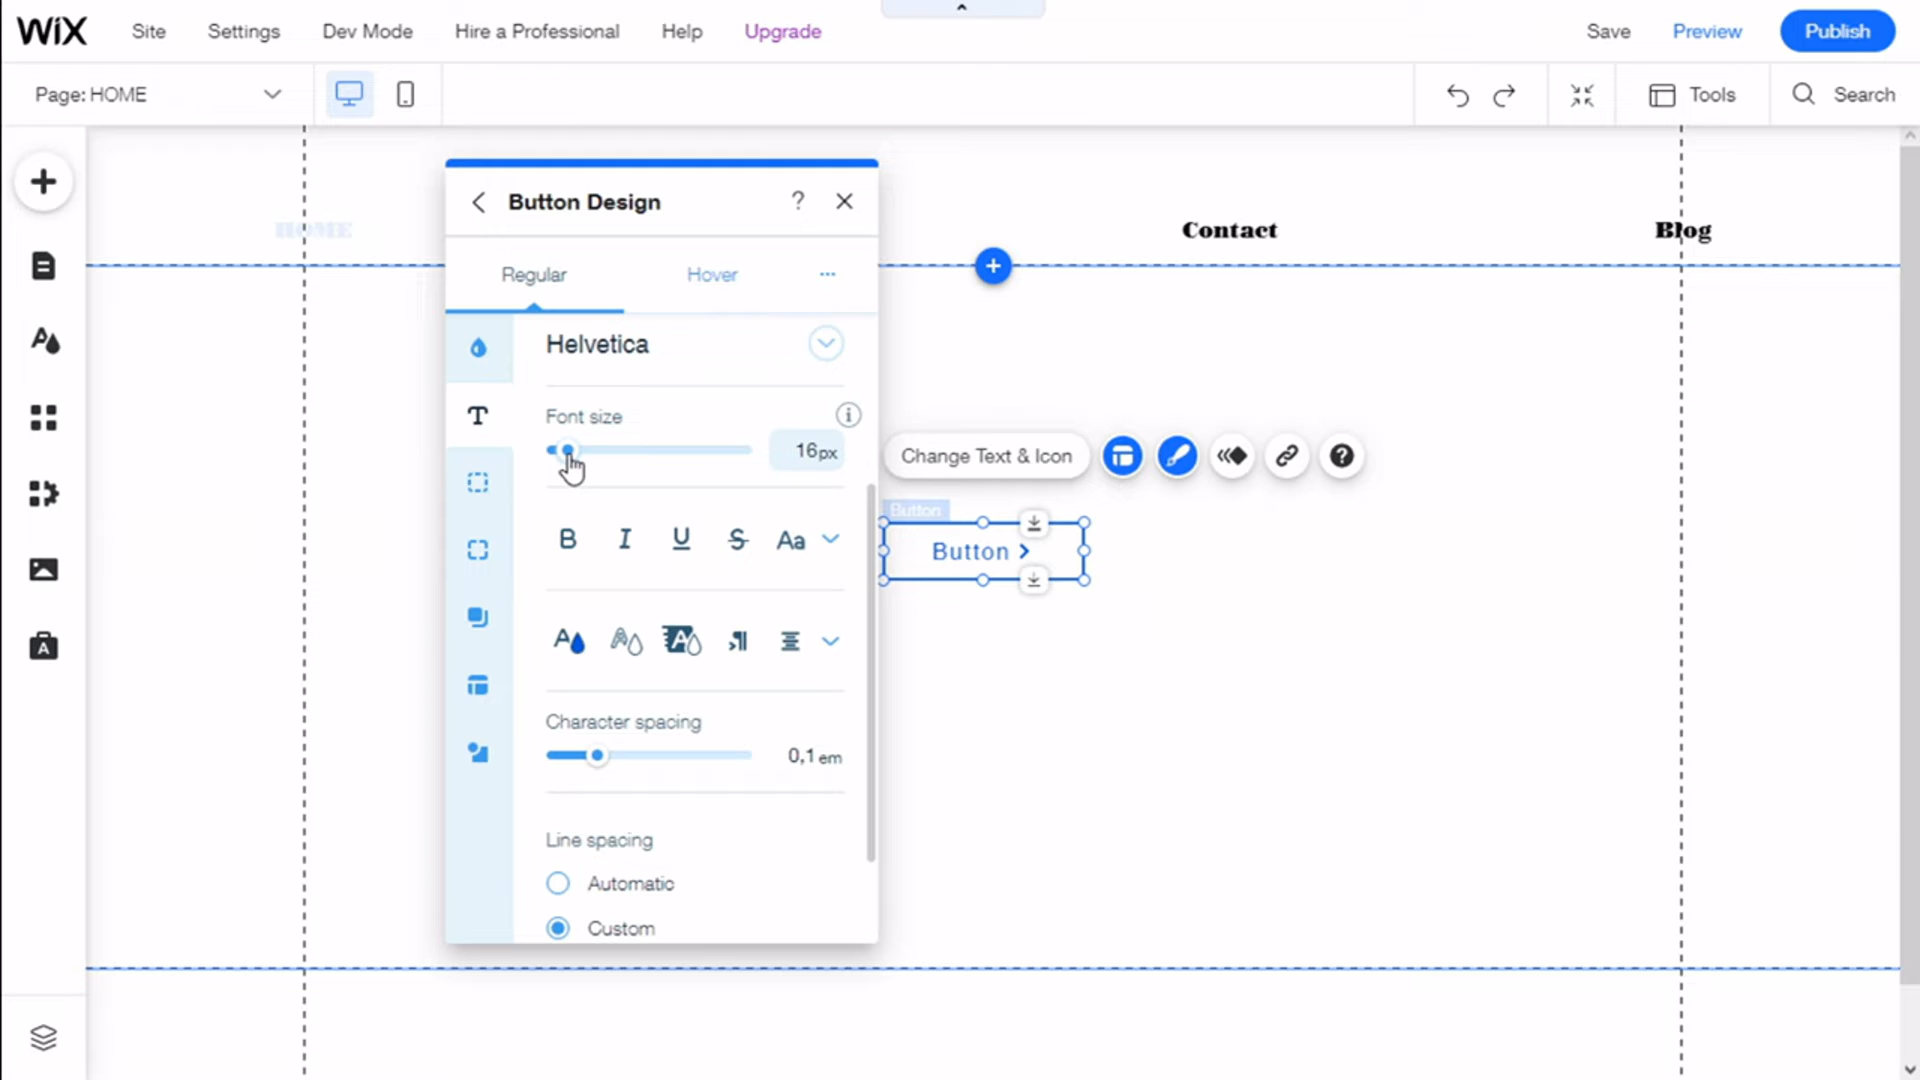 WiX Site Settings Dev Mode Hire a Professional Help Upgrade Save Preview Publish
Page: HOME Tools Search
HOME Contact Blog
Button Design ?
Regular Hover ...
Helvetica
Font size
16px
B I U S Aa
Character spacing
0,1 em
Line spacing
Automatic
Custom
Change Text & Icon
Button
Button >